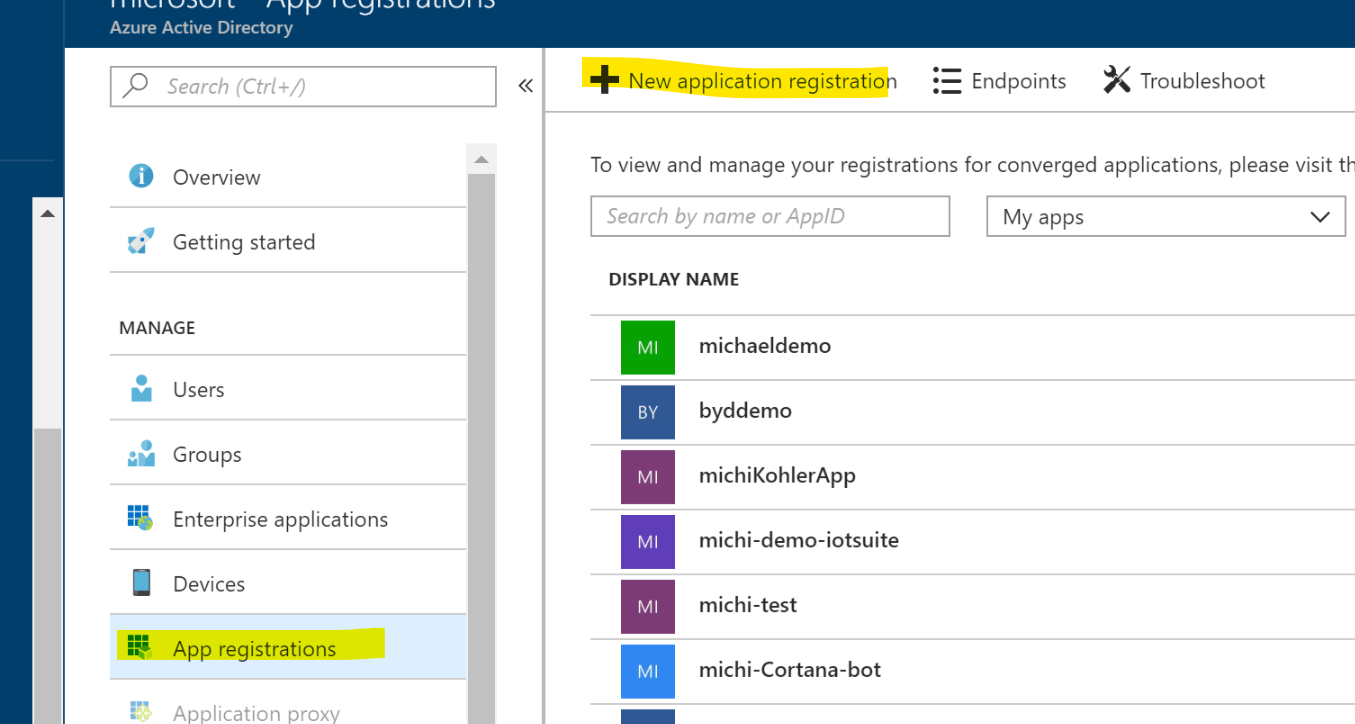 microsoft - App registrations
Azure Active Directory
Search (Ctrl+/)
«
Overview
Getting started
MANAGE
Users
Groups
Enterprise applications
Devices
App registrations
Application proxy
New application registration
Endpoints
Troubleshoot
To view and manage your registrations for converged applications, please visit th
Search by name or AppID
My apps
DISPLAY NAME
MI michaeldemo
BY byddemo
MI michiKohlerApp
MI michi-demo-iotsuite
MI michi-test
MI michi-Cortana-bot